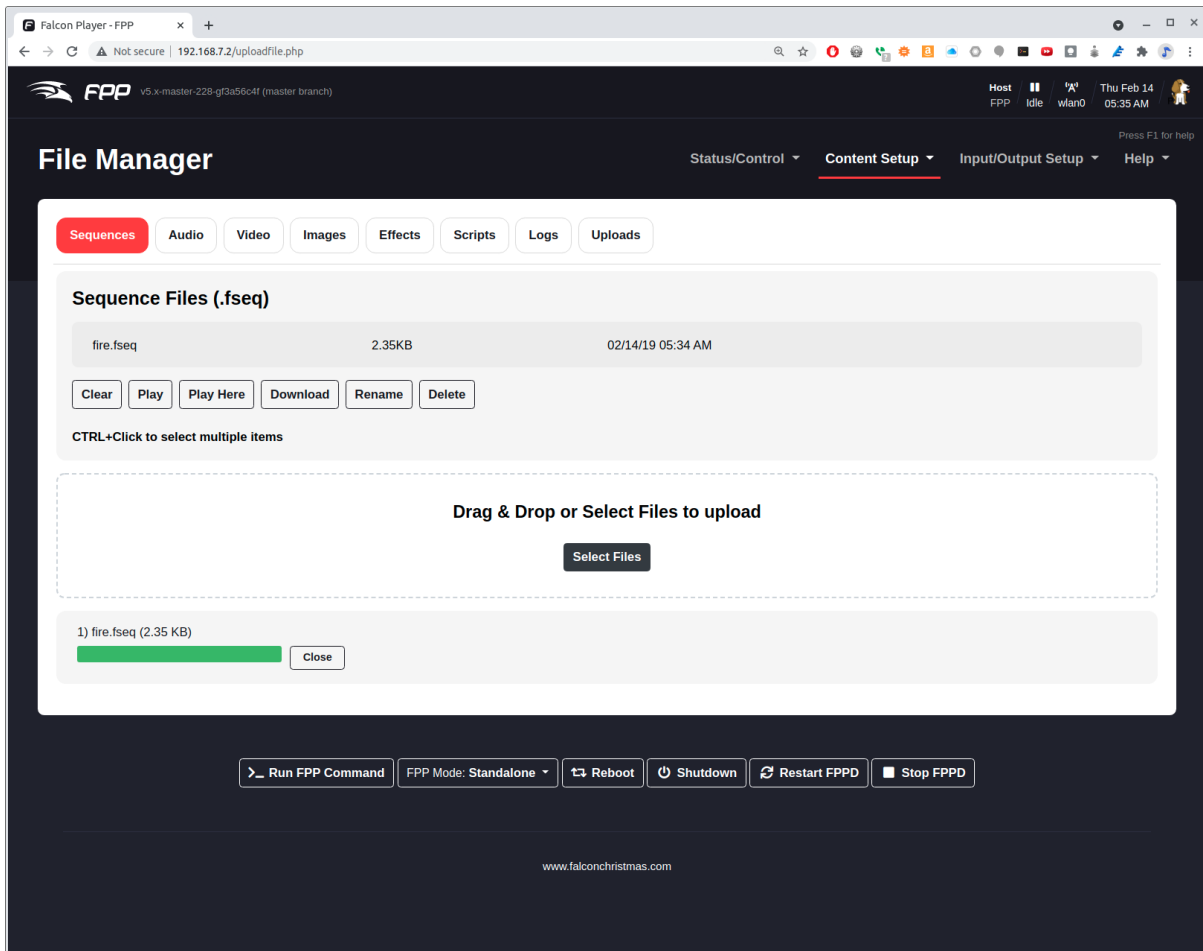 Falcon Player - FPP
Not secure | 192.168.7.2/uploadfile.php
FPP v5.x-master-228-gf3a56c4f (master branch)
Host FPP
Idle
wlan0
Thu Feb 14 05:35 AM
Press F1 for help
File Manager
Status/Control Content Setup Input/Output Setup Help
Sequences Audio Video Images Effects Scripts Logs Uploads
Sequence Files (.fseq)
fire.fseq 2.35KB 02/14/19 05:34 AM
Clear Play Play Here Download Rename Delete
CTRL+Click to select multiple items
Drag & Drop or Select Files to upload
Select Files
1) fire.fseq (2.35 KB)
Close
Run FPP Command FPP Mode: Standalone Reboot Shutdown Restart FPPD Stop FPPD
www.falconchristmas.com